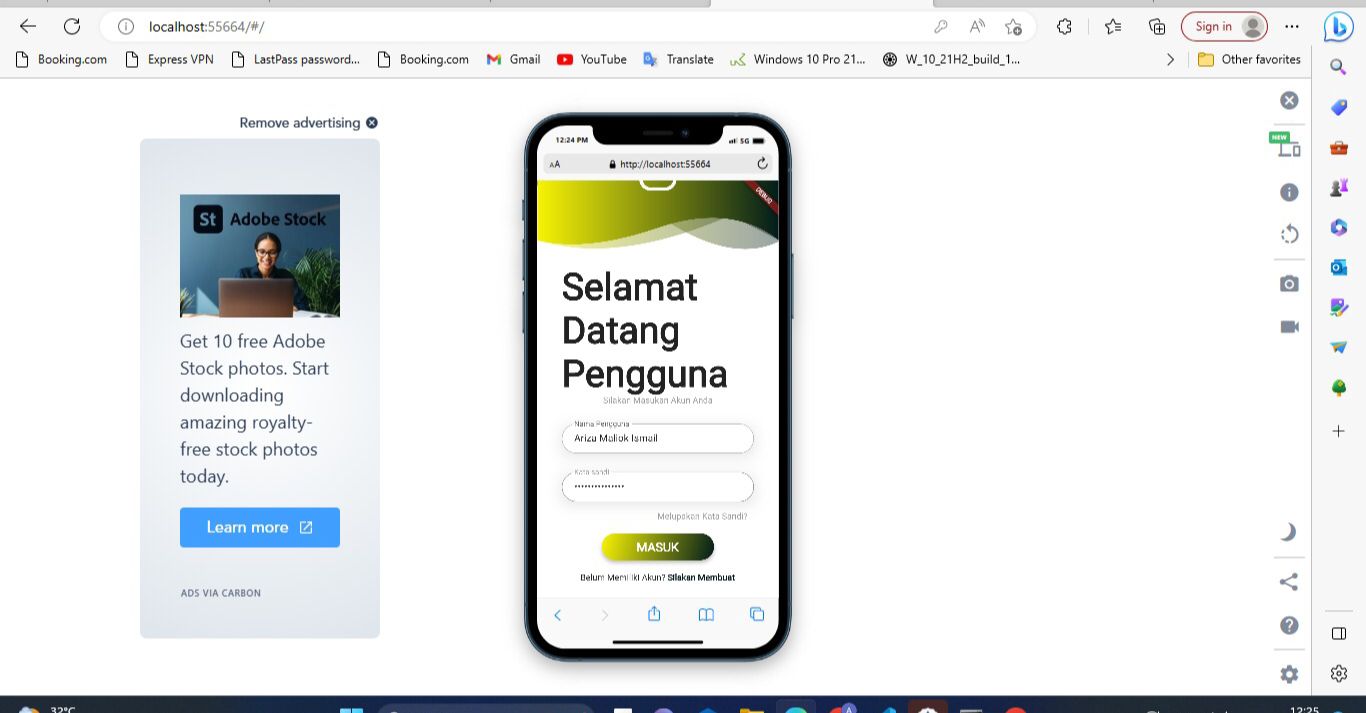 localhost:55664/#/
Sign in
Booking.com
Express VPN
LastPass password...
Booking.com
Gmail
YouTube
Translate
Windows 10 Pro 21...
W_10_21H2_build_1...
Other favorites
Remove advertising
St Adobe Stock
Get 10 free Adobe
Stock photos. Start
downloading
amazing royalty-
free stock photos
today.
Learn more
ADS VIA CARBON
12:24 PM
5G
AA
http://localhost:55664
DEBUG
Selamat
Datang
Pengguna
Silakan Masukan Akun Anda
Nama Pengguna
Ariza Maliok Ismail
Kata sandi
Melupakan Kata Sandi?
MASUK
Belum Memiliki Akun? Silakan Membuat
NEW
32°C
12:25